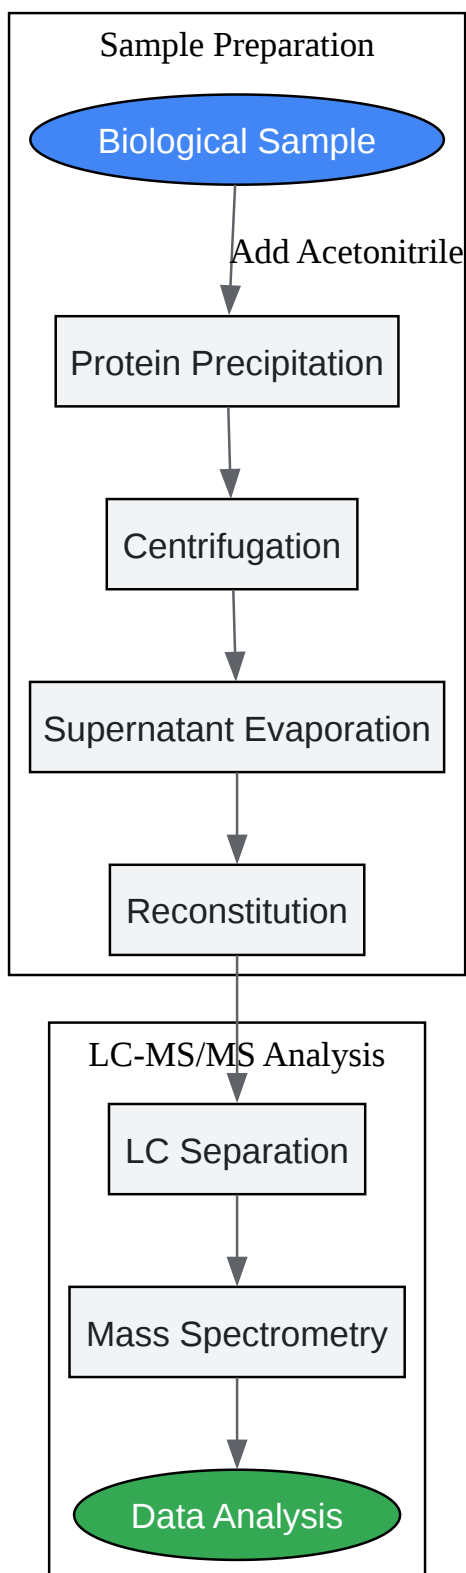 Sample Preparation
Biological Sample
Add Acetonitrile
Protein Precipitation
Centrifugation
Supernatant Evaporation
Reconstitution
LC-MS/MS Analysis
LC Separation
Mass Spectrometry
Data Analysis